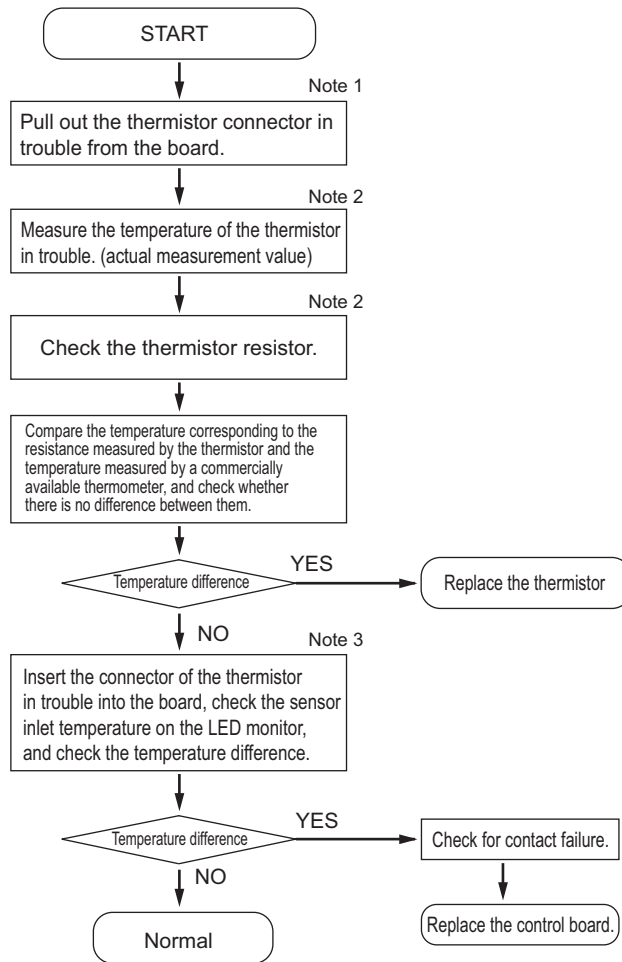 START
Note 1
Pull out the thermistor connector in
trouble from the board.
Note 2
Measure the temperature of the thermistor
in trouble. (actual measurement value)
Note 2
Check the thermistor resistor.
Compare the temperature corresponding to the
resistance measured by the thermistor and the
temperature measured by a commercially
available thermometer, and check whether
there is no difference between them.
Temperature difference
YES
Replace the thermistor
NO
Note 3
Insert the connector of the thermistor
in trouble into the board, check the sensor
inlet temperature on the LED monitor,
and check the temperature difference.
Temperature difference
YES
Check for contact failure.
NO
Replace the control board.
Normal